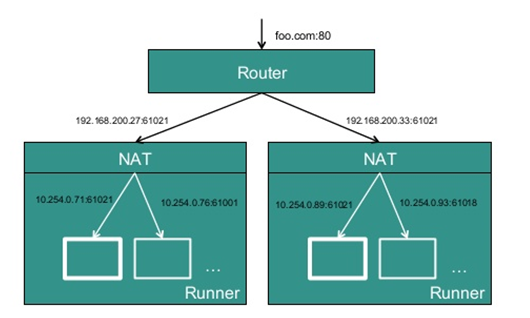 foo.com:80
Router
192.168.200.27:61021
192.168.200.33:61021
NAT
NAT
10.254.0.71:61021
10.254.0.76:61001
10.254.0.89:61021
10.254.0.93:61018
...
...
Runner
Runner